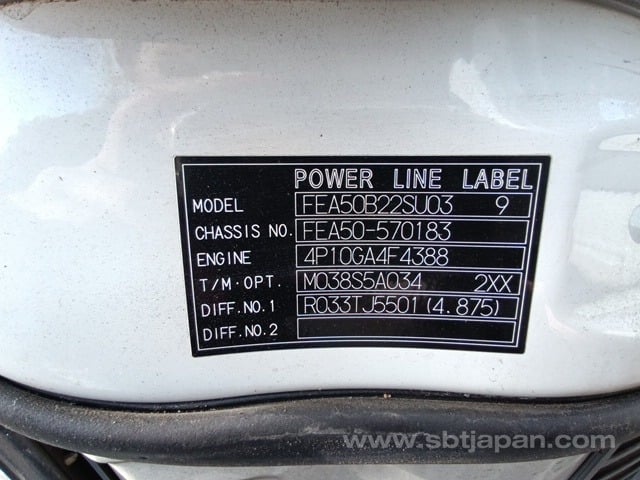 POWER LINE LABEL
MODEL FEA50B22SU03 9
CHASSIS NO. FEA50-570183
ENGINE 4P10GA4F4388
T/M·OPT. M038S5A034 2XX
DIFF.NO.1 R033TJ5501(4.875)
DIFF.NO.2
www.sbtjapan.com